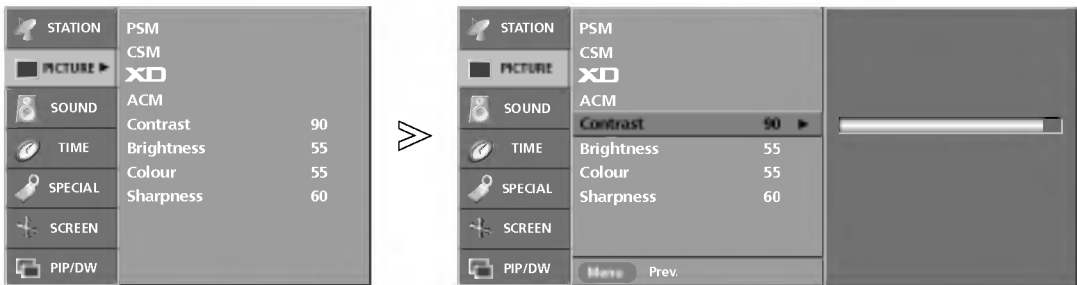 STATION
PICTURE ►
SOUND
TIME
SPECIAL
SCREEN
PIP/DW
PSM
CSM
XD
ACM
Contrast 90
Brightness 55
Colour 55
Sharpness 60
STATION
PICTURE
SOUND
TIME
SPECIAL
SCREEN
PIP/DW
PSM
CSM
XD
ACM
Contrast 90 ►
Brightness 55
Colour 55
Sharpness 60
Menu Prev.